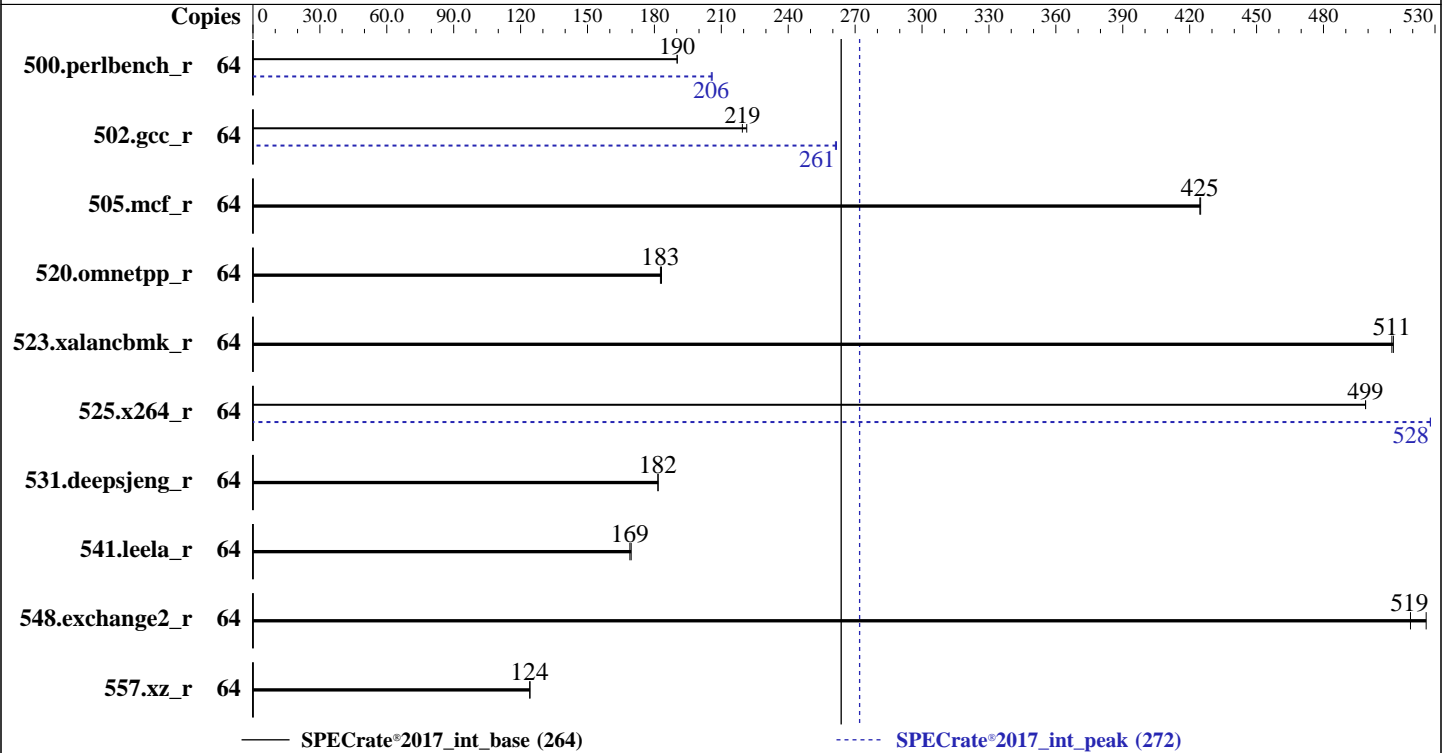 Copies 0 30.0 60.0 90.0 120 150 180 210 240 270 300 330 360 390 420 450 480 530
500.perlbench_r 64 190
206
502.gcc_r 64 219
261
505.mcf_r 64 425
520.omnetpp_r 64 183
523.xalancbmk_r 64 511
525.x264_r 64 499
528
531.deepsjeng_r 64 182
541.leela_r 64 169
548.exchange2_r 64 519
557.xz_r 64 124
SPECrate®2017_int_base (264) SPECrate®2017_int_peak (272)